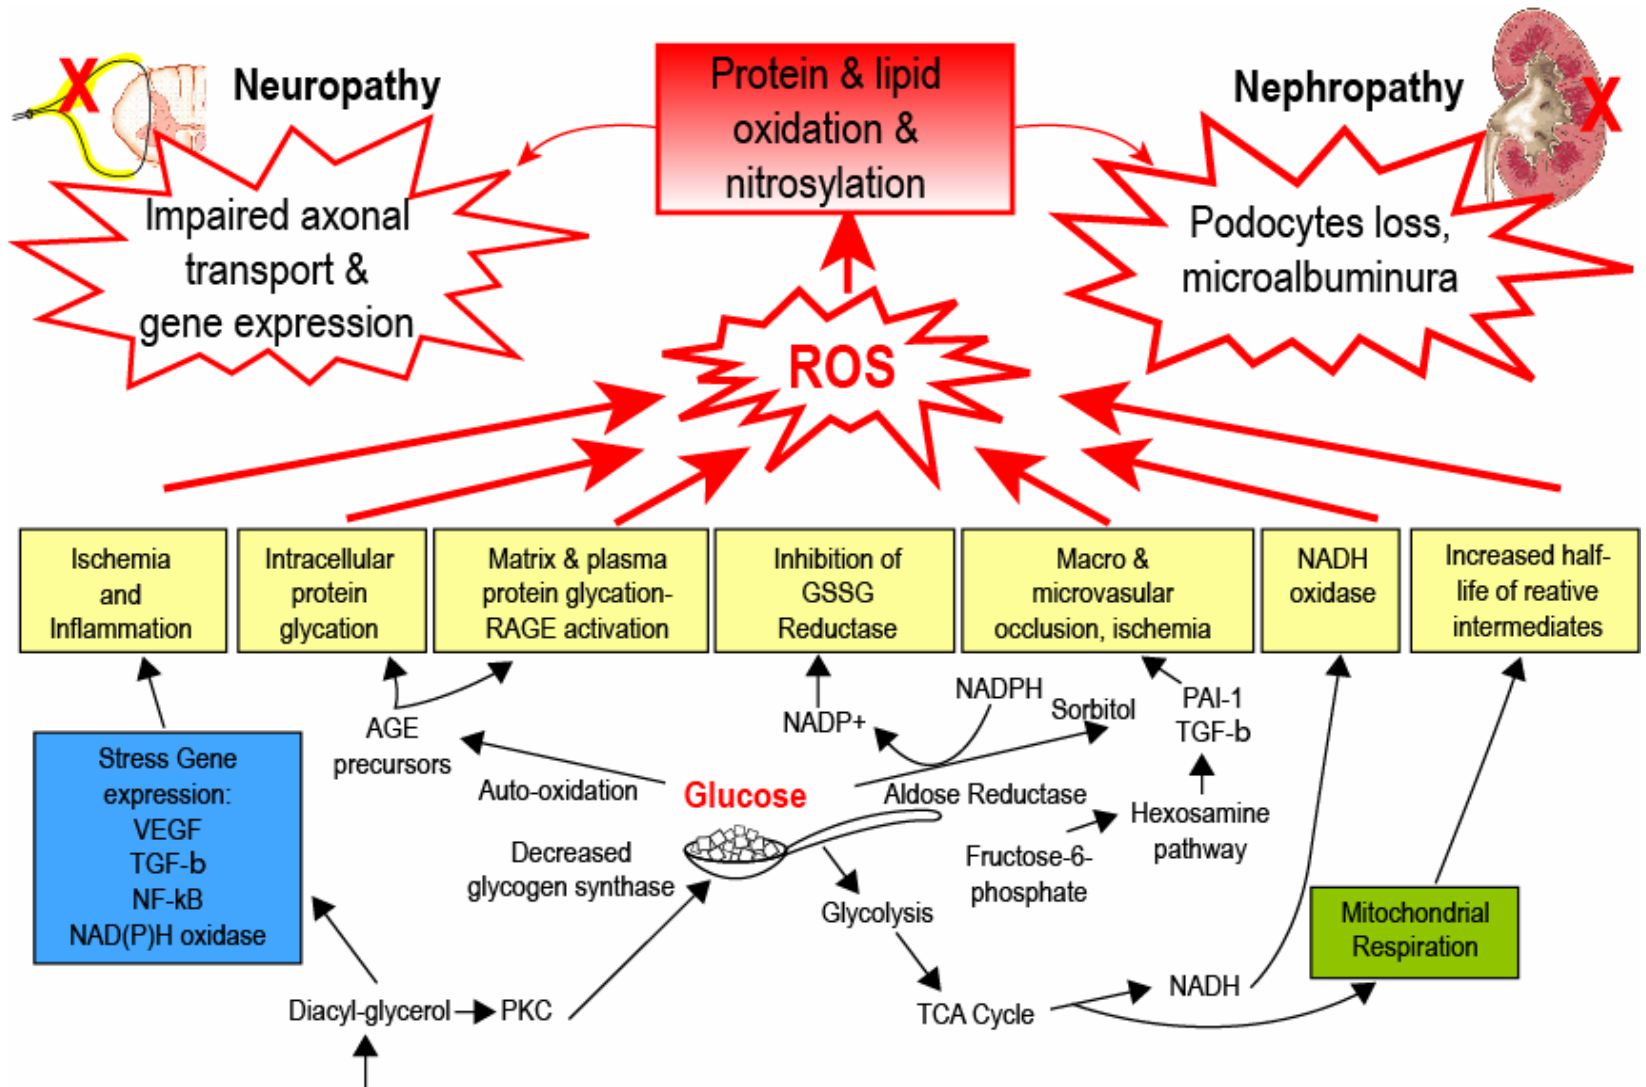 Neuropathy
Protein & lipid
oxidation &
nitrosylation
Nephropathy
X
X
Impaired axonal
transport &
gene expression
Podocytes loss,
microalbuminura
ROS
Ischemia
and
Inflammation
Intracellular
protein
glycation
Matrix & plasma
protein glycation-
RAGE activation
Inhibition of
GSSG
Reductase
Macro &
microvasular
occlusion, ischemia
NADH
oxidase
Increased half-
life of reative
intermediates
Stress Gene
expression:
VEGF
TGF-b
NF-kB
NAD(P)H oxidase
AGE
precursors
NADP+
NADPH
Sorbitol
PAI-1
TGF-b
Auto-oxidation
Glucose
Aldose Reductase
Hexosamine
pathway
Decreased
glycogen synthase
Fructose-6-
phosphate
Glycolysis
Mitochondrial
Respiration
Diacyl-glycerol
PKC
TCA Cycle
NADH